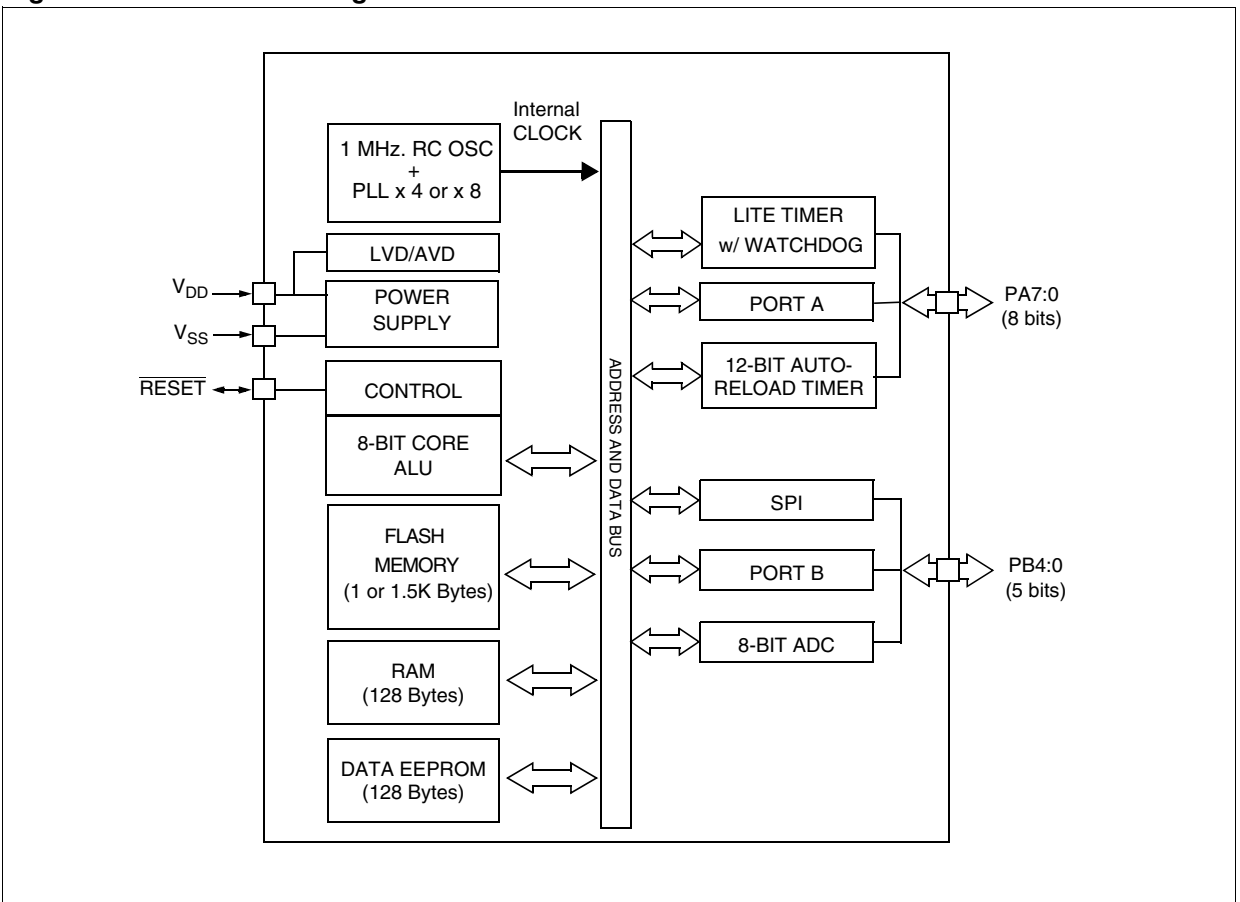 Internal
CLOCK
1 MHz. RC OSC
+
PLL x 4 or x 8
LVD/AVD
POWER
SUPPLY
VDD
VSS
RESET
CONTROL
8-BIT CORE
ALU
FLASH
MEMORY
(1 or 1.5K Bytes)
RAM
(128 Bytes)
DATA EEPROM
(128 Bytes)
ADDRESS AND DATA BUS
LITE TIMER
w/ WATCHDOG
PORT A
12-BIT AUTO-
RELOAD TIMER
PA7:0
(8 bits)
SPI
PORT B
8-BIT ADC
PB4:0
(5 bits)